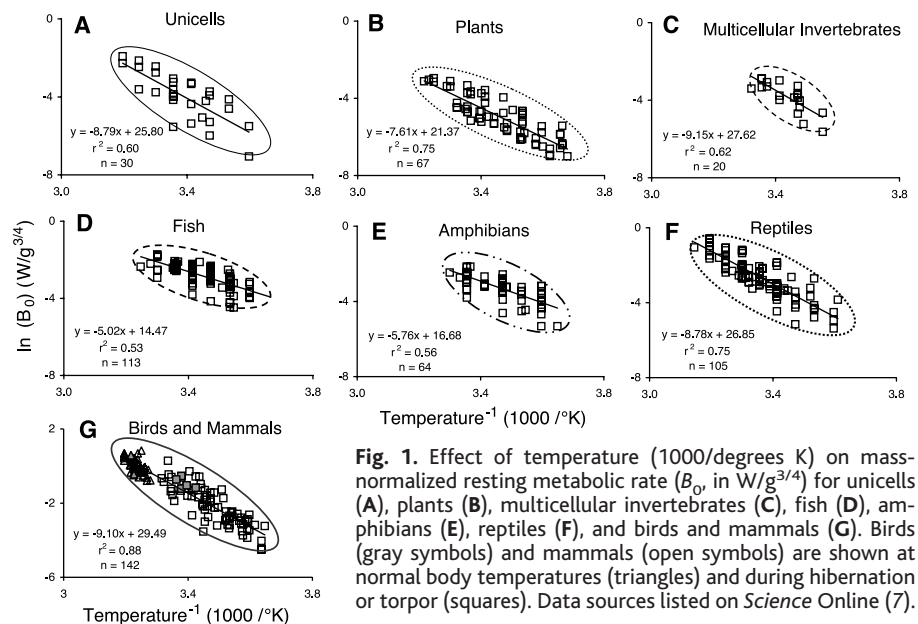 A Unicells
0
-4
-8
y = -8.79x + 25.80
r² = 0.60
n = 30
3.0 3.4 3.8
B Plants
0
-4
-8
y = -7.61x + 21.37
r² = 0.75
n = 67
3.0 3.4 3.8
C Multicellular Invertebrates
0
-4
-8
y = -9.15x + 27.62
r² = 0.62
n = 20
3.0 3.4 3.8
ln (B₀) (W/g^3/4)
D Fish
0
-4
-8
y = -5.02x + 14.47
r² = 0.53
n = 113
3.0 3.4 3.8
E Amphibians
0
-4
-8
y = -5.76x + 16.68
r² = 0.56
n = 64
3.0 3.4 3.8
Temperature⁻¹ (1000 /°K)
F Reptiles
0
-4
-8
y = -8.78x + 26.85
r² = 0.75
n = 105
3.0 3.4 3.8
G Birds and Mammals
2
-2
-6
y = -9.10x + 29.49
r² = 0.88
n = 142
3 3.4 3.8
Temperature⁻¹ (1000 /°K)
Fig. 1. Effect of temperature (1000/degrees K) on mass-
normalized resting metabolic rate (B₀, in W/g^3/4) for unicells
(A), plants (B), multicellular invertebrates (C), fish (D), am-
phibians (E), reptiles (F), and birds and mammals (G). Birds
(gray symbols) and mammals (open symbols) are shown at
normal body temperatures (triangles) and during hibernation
or torpor (squares). Data sources listed on Science Online (7).